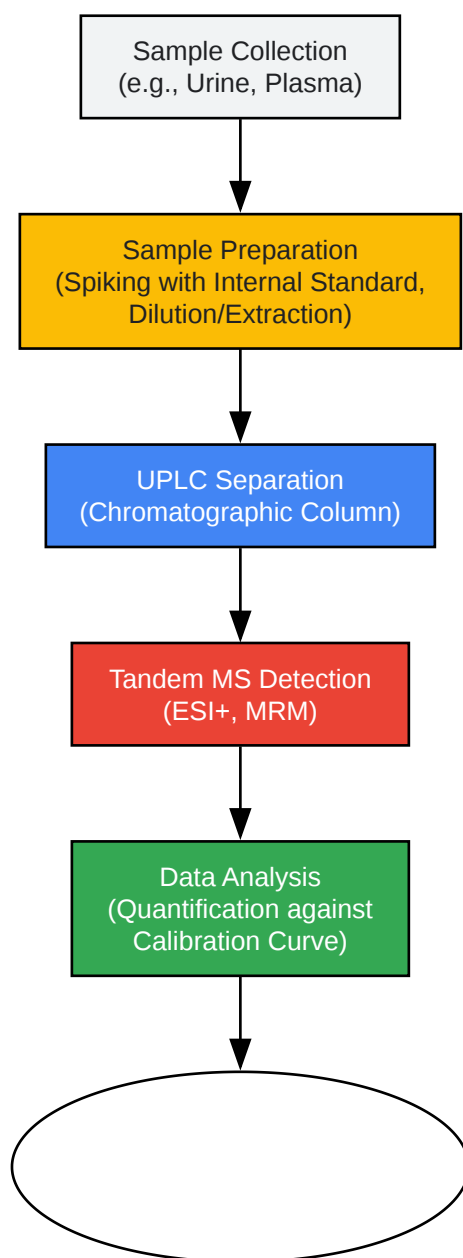 Sample Collection
(e.g., Urine, Plasma)
Sample Preparation
(Spiking with Internal Standard,
Dilution/Extraction)
UPLC Separation
(Chromatographic Column)
Tandem MS Detection
(ESI+, MRM)
Data Analysis
(Quantification against
Calibration Curve)